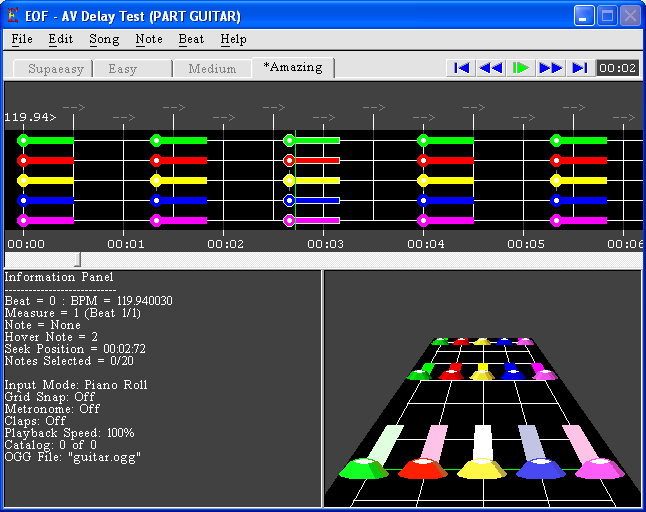 EOF - AV Delay Test (PART GUITAR)
File Edit Song Note Beat Help
Supaeasy Easy Medium *Amazing 00:02
--> --> --> --> --> -->
119.94> --> --> --> --> --> -->
00:00 00:01 00:02 00:03 00:04 00:05 00:06
Information Panel
----------------------------
Beat = 0 : BPM = 119.940030
Measure = 1 (Beat 1/1)
Note = None
Hover Note = 2
Seek Position = 00:02:72
Notes Selected = 0/20
Input Mode: Piano Roll
Grid Snap: Off
Metronome: Off
Claps: Off
Playback Speed: 100%
Catalog: 0 of 0
OGG File: "guitar.ogg"